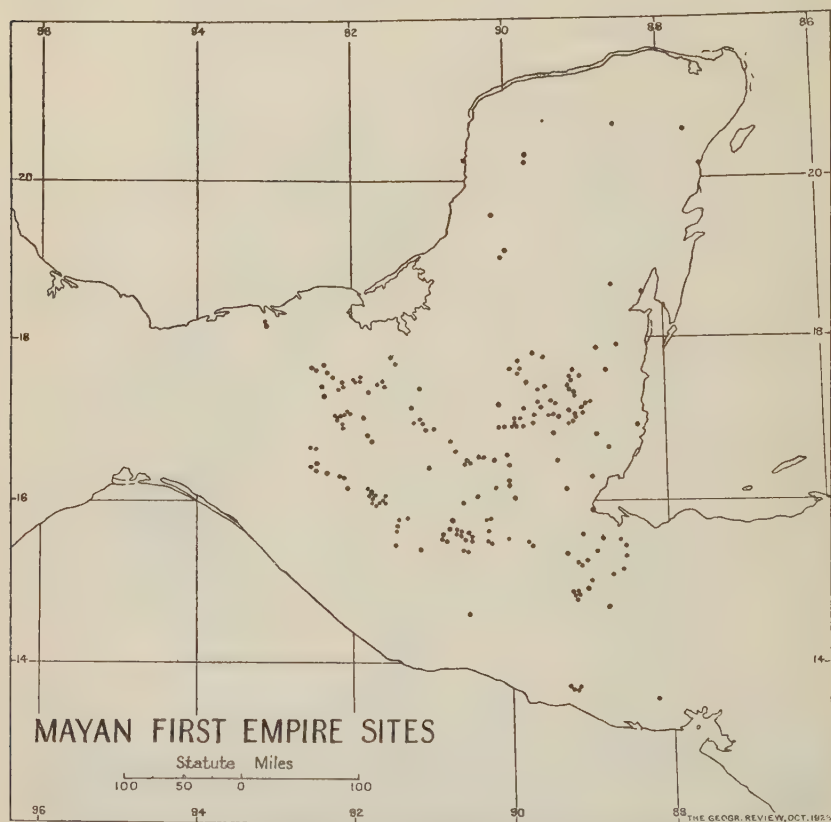 96 94 92 90 88 86
20 20
18 18
16 16
14 14
MAYAN FIRST EMPIRE SITES
Statute Miles
100 50 0 100
96 94 92 90 88
THE GEOGR. REVIEW, OCT. 1925